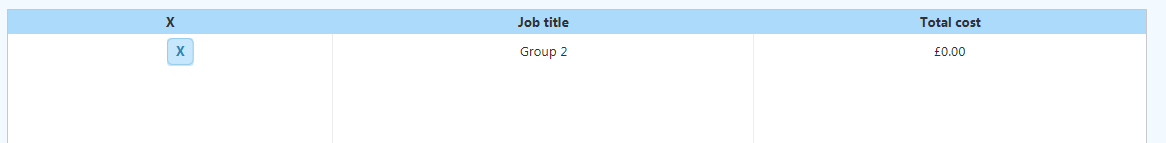 X Job title Total cost
X Group 2 £0.00